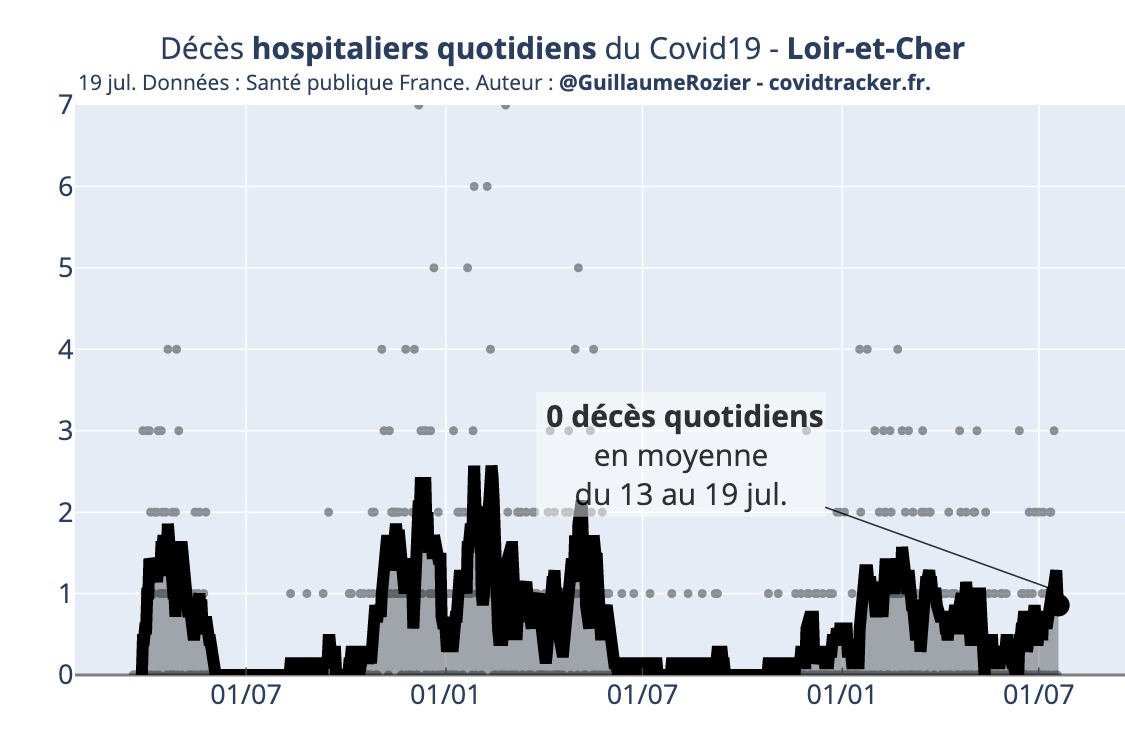 Décès hospitaliers quotidiens du Covid19 - Loir-et-Cher
19 jul. Données : Santé publique France. Auteur : @GuillaumeRozier - covidtracker.fr.
7
6
5
4
3
2
1
0
0 décès quotidiens
en moyenne
du 13 au 19 jul.
01/07 01/01 01/07 01/01 01/07